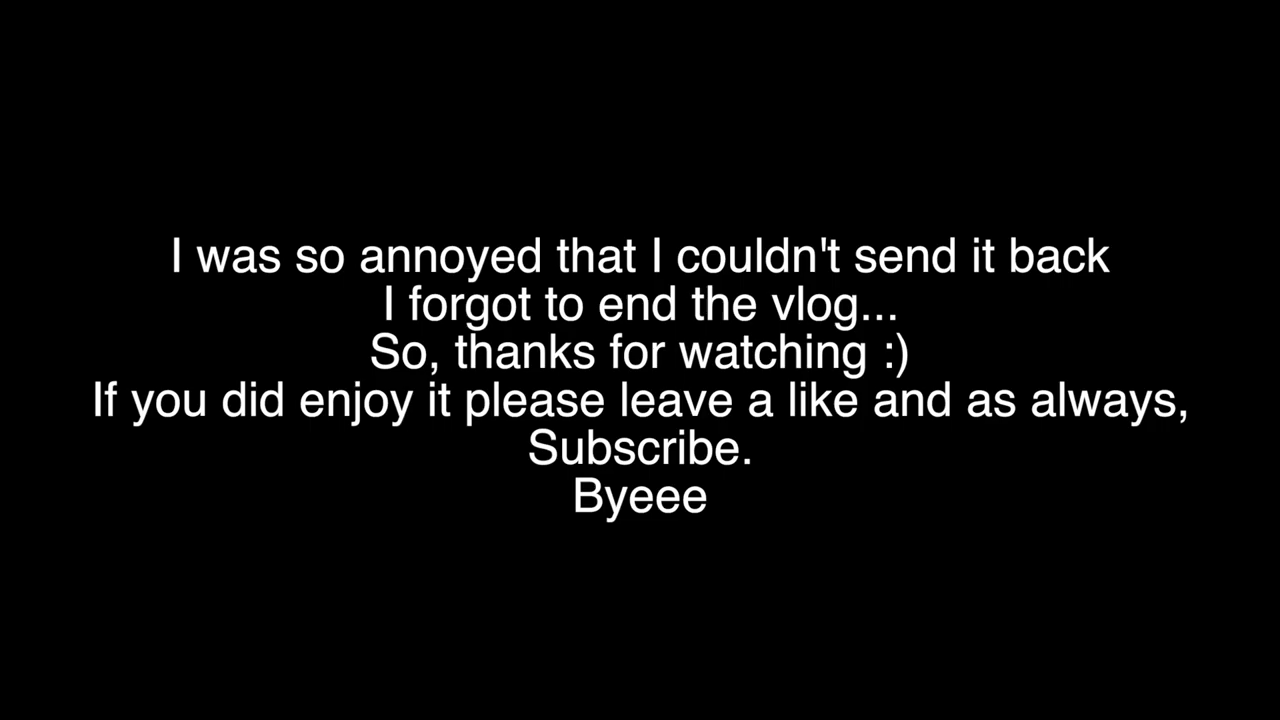 I was so annoyed that I couldn't send it back
I forgot to end the vlog...
So, thanks for watching :)
If you did enjoy it please leave a like and as always,
Subscribe.
Byeee